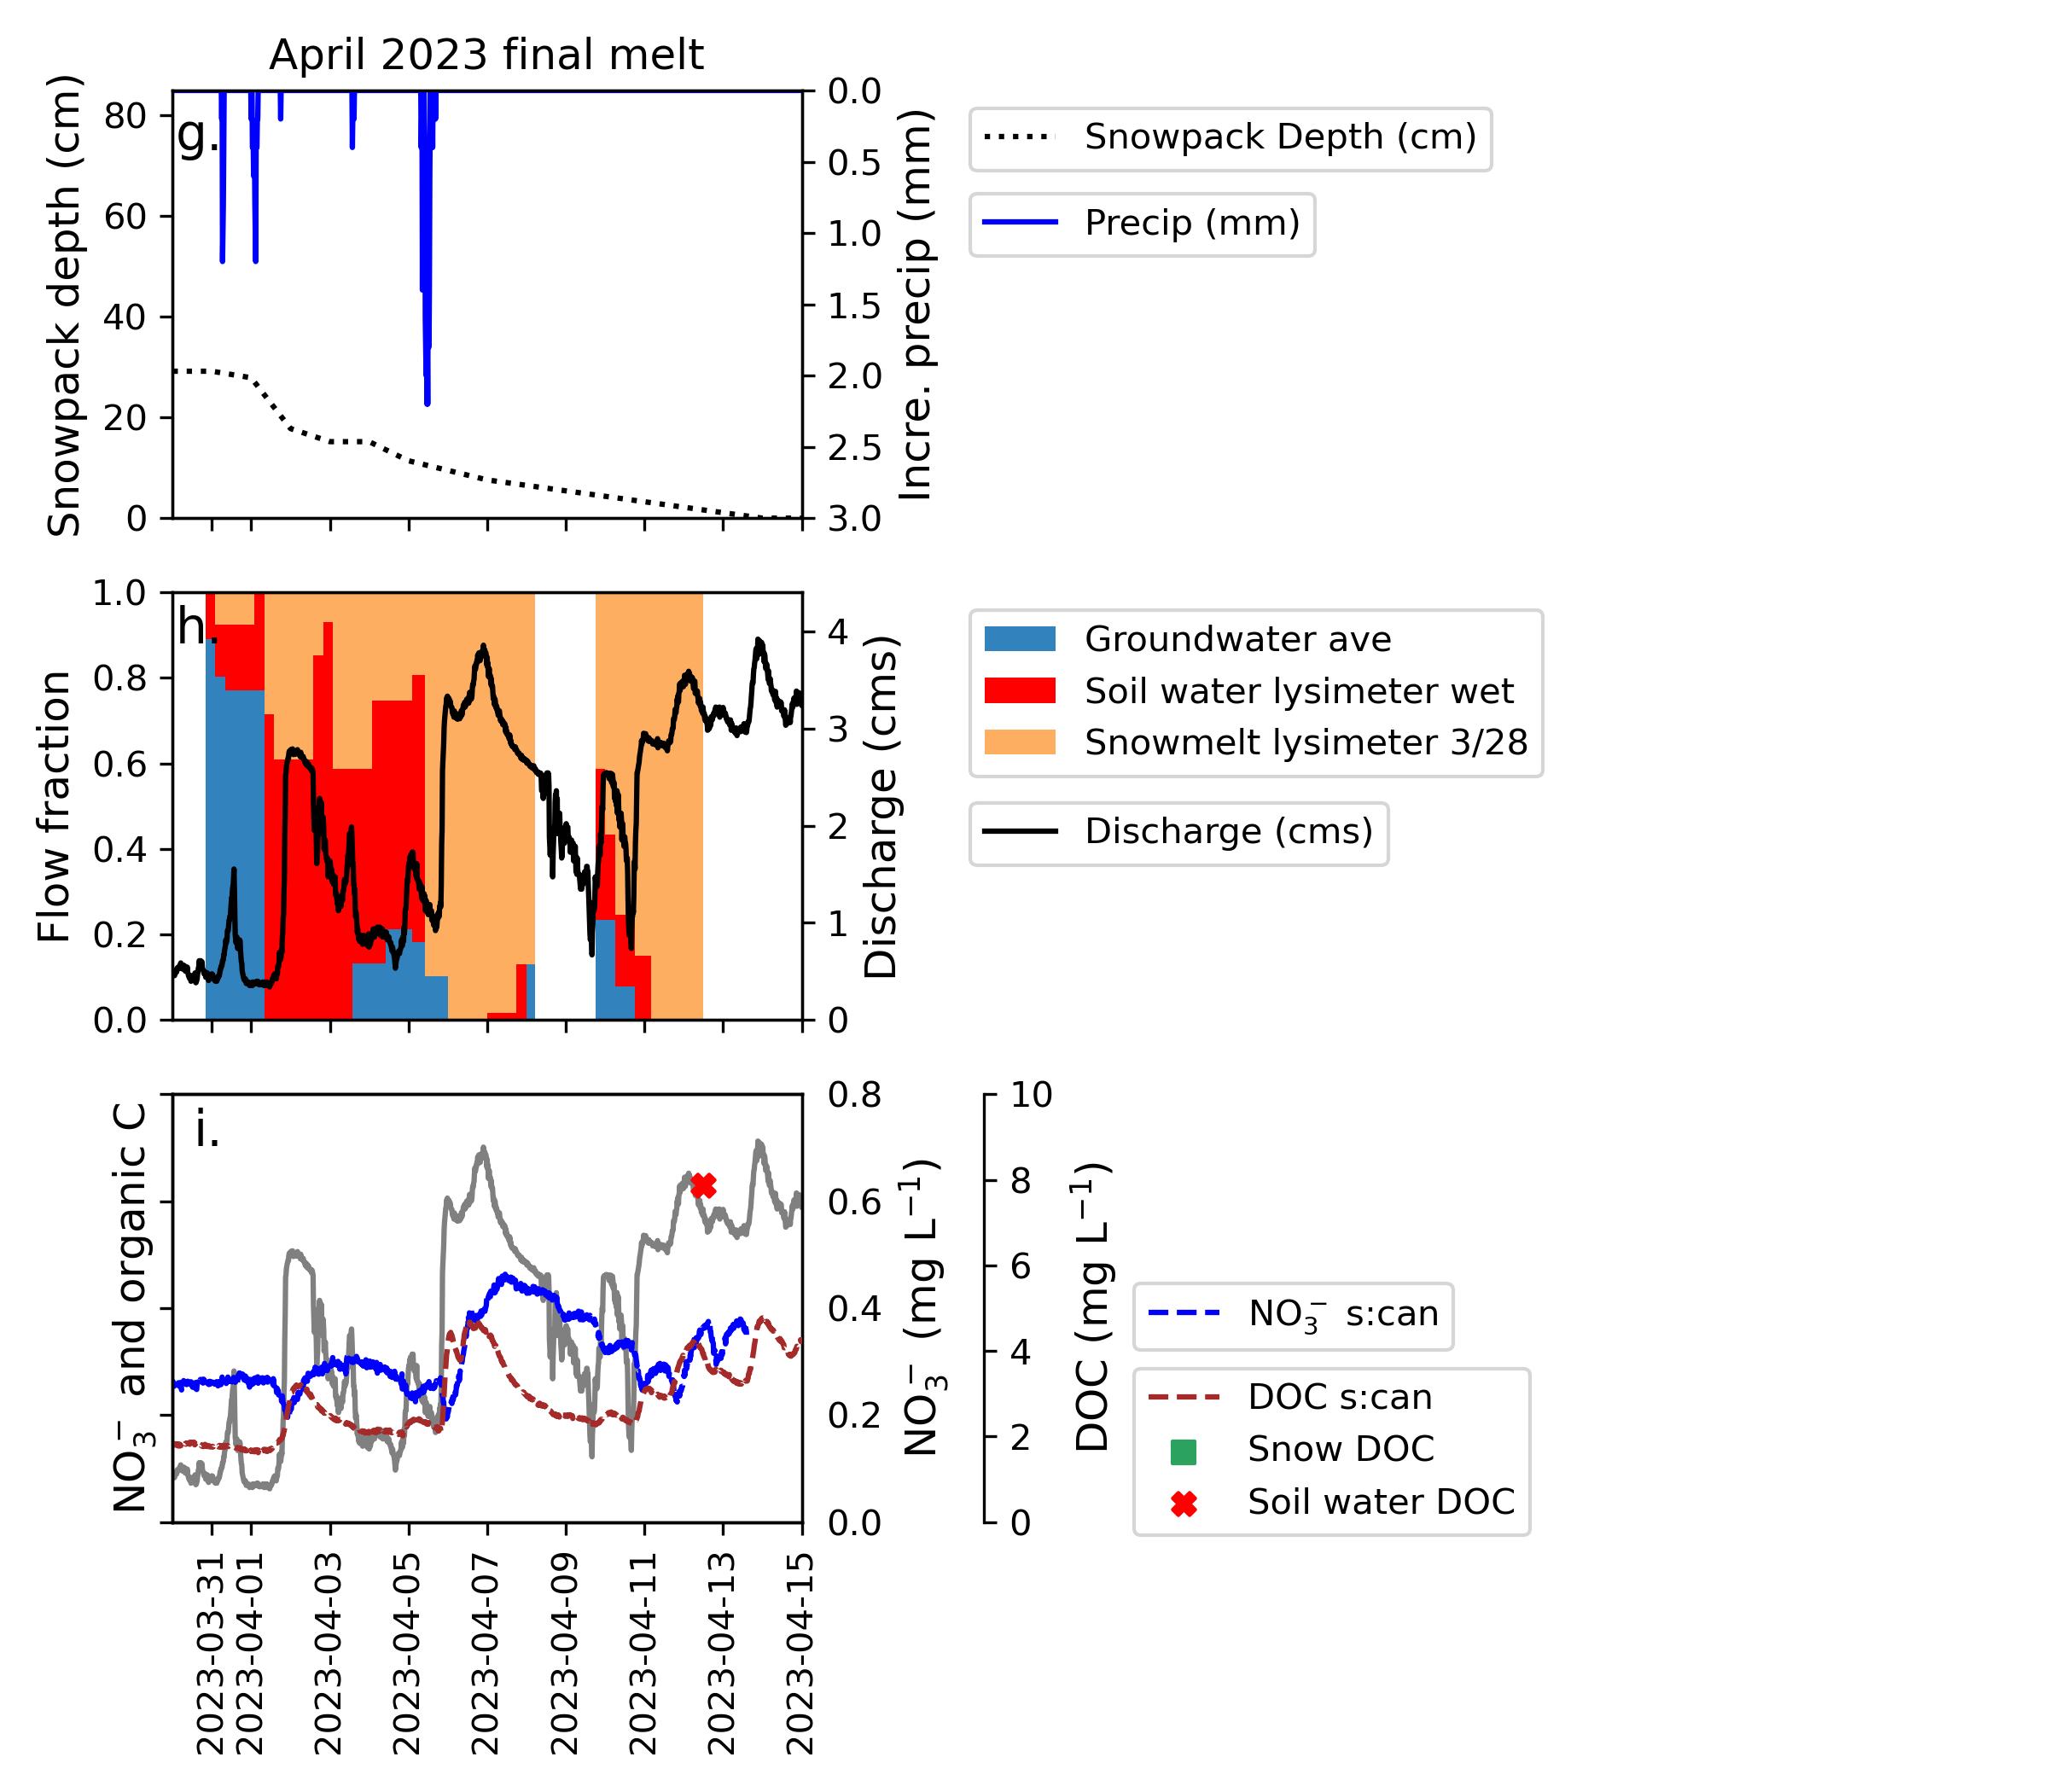 April 2023 final melt
g.
Snowpack depth (cm)
80
60
40
20
0
0.0
0.5
1.0
1.5
2.0
2.5
3.0
Incre. precip (mm)
Snowpack Depth (cm)
Precip (mm)
h.
Flow fraction
1.0
0.8
0.6
0.4
0.2
0.0
4
3
2
1
0
Discharge (cms)
Groundwater ave
Soil water lysimeter wet
Snowmelt lysimeter 3/28
Discharge (cms)
i.
NO₃⁻ and organic C
0.8
0.6
0.4
0.2
0.0
NO₃⁻ (mg L⁻¹)
10
8
6
4
2
0
DOC (mg L⁻¹)
NO₃⁻ s:can
DOC s:can
Snow DOC
Soil water DOC
2023-03-31
2023-04-01
2023-04-03
2023-04-05
2023-04-07
2023-04-09
2023-04-11
2023-04-13
2023-04-15